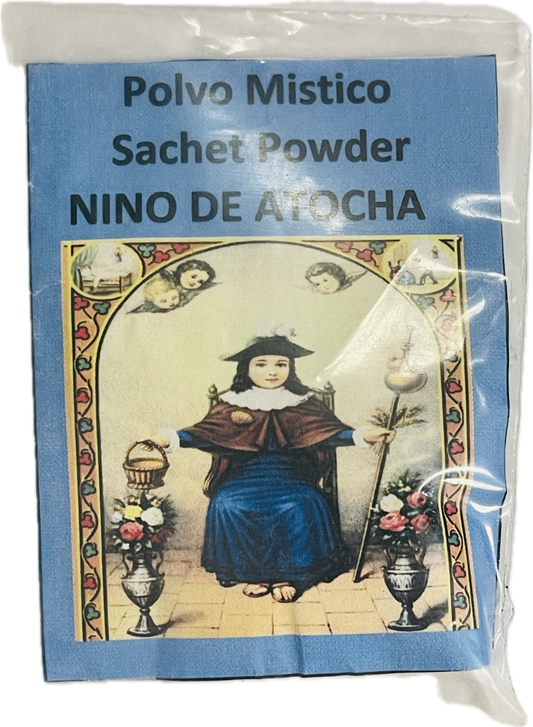 Polvo Mistico
Sachet Powder
NINO DE ATOCHA